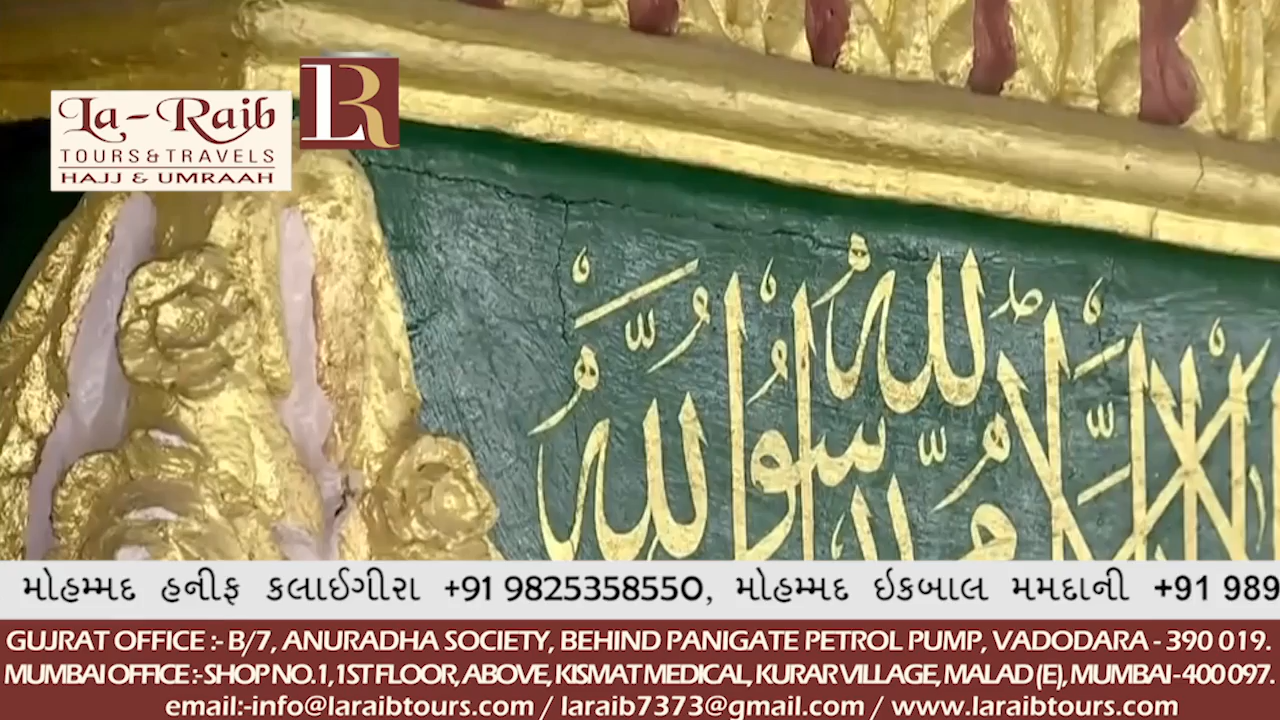 La-Raib
TOURS & TRAVELS
HAJJ & UMRAAH
LR
الله
رسول الله
મોહમ્મદ હનીફ કલાઈગીરા +91 9825358550, મોહમ્મદ ઇકબાલ મમદાની +91 989
GUJRAT OFFICE :- B/7, ANURADHA SOCIETY, BEHIND PANIGATE PETROL PUMP, VADODARA - 390 019.
MUMBAI OFFICE :- SHOP NO. 1, 1ST FLOOR, ABOVE, KISMAT MEDICAL, KURAR VILLAGE, MALAD (E), MUMBAI - 400 097.
email:-info@laraibtours.com / laraib7373@gmail.com / www.laraibtours.com